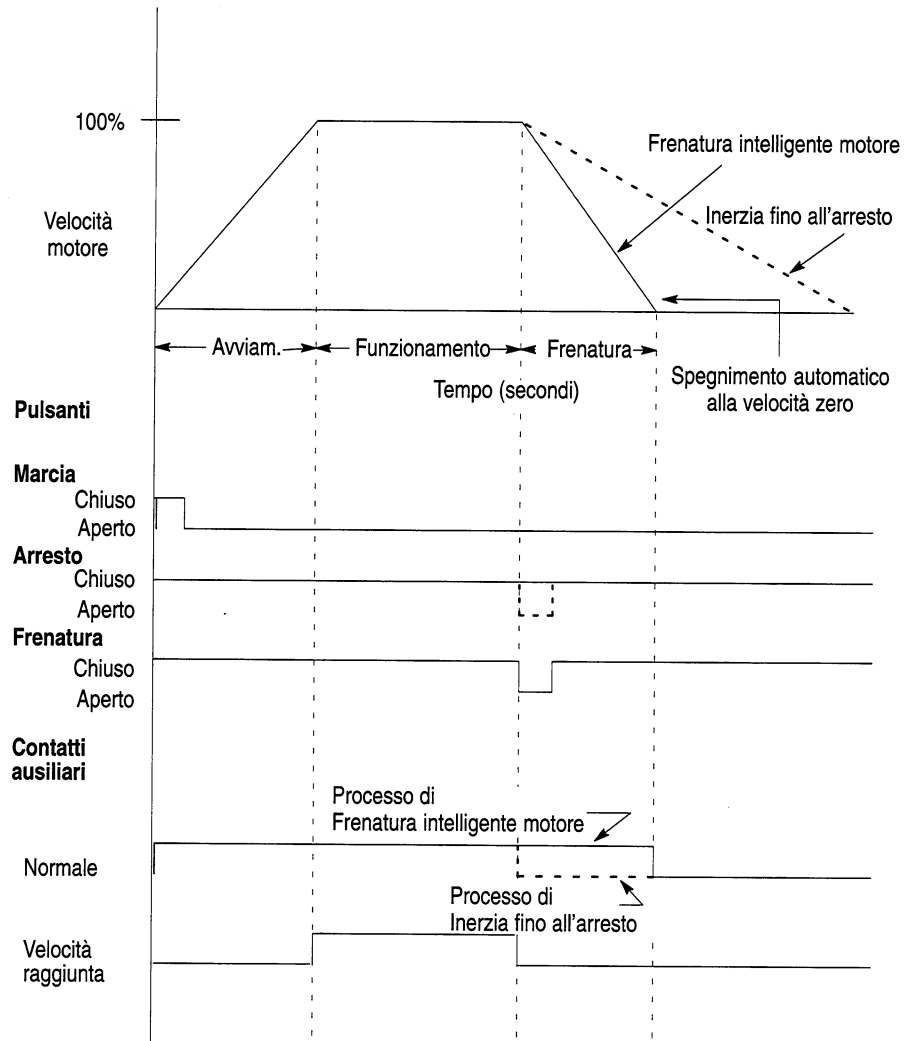 100%
Frenatura intelligente motore
Velocità
motore
Inerzia fino all'arresto
Avviam.
Funzionamento
Frenatura
Tempo (secondi)
Spegnimento automatico
alla velocità zero
Pulsanti
Marcia
Chiuso
Aperto
Arresto
Chiuso
Aperto
Frenatura
Chiuso
Aperto
Contatti
ausiliari
Processo di
Frenatura intelligente motore
Normale
Processo di
Inerzia fino all'arresto
Velocità
raggiunta